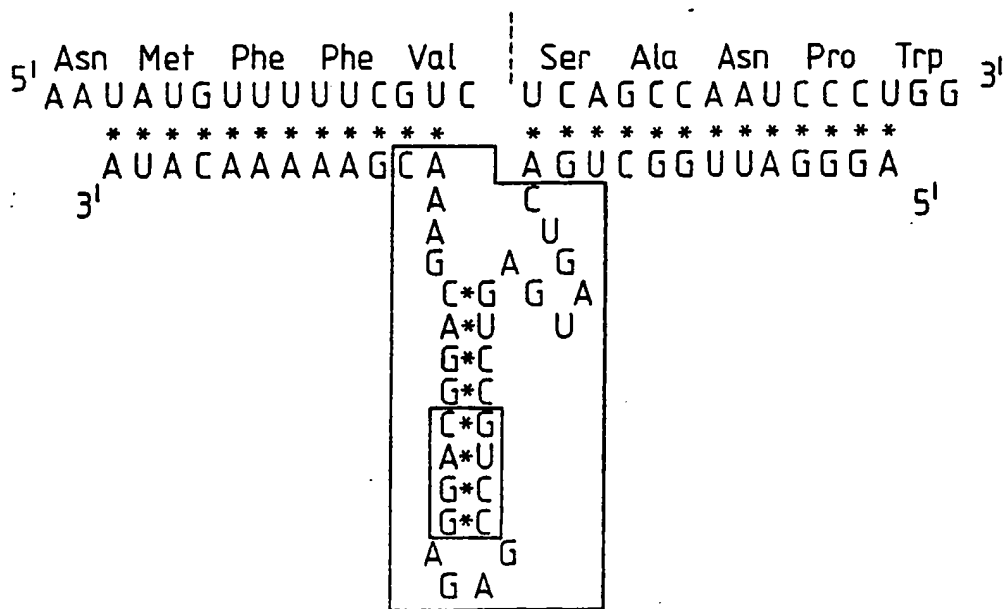 Asn Met Phe Phe Val Ser Ala Asn Pro Trp
5' A A U A U G U U U U U C G U C U C A G C C A A U C C C U G G 3'
* * * * * * * * * * * * * * * * * * * * * * *
A U A C A A A A A G C A A G U C G G U U A G G G A
3' A C 5'
A U
G A G
C*G G A
A*U U
G*C
G*C
C*G
A*U
G*C
G*C
A G
G A